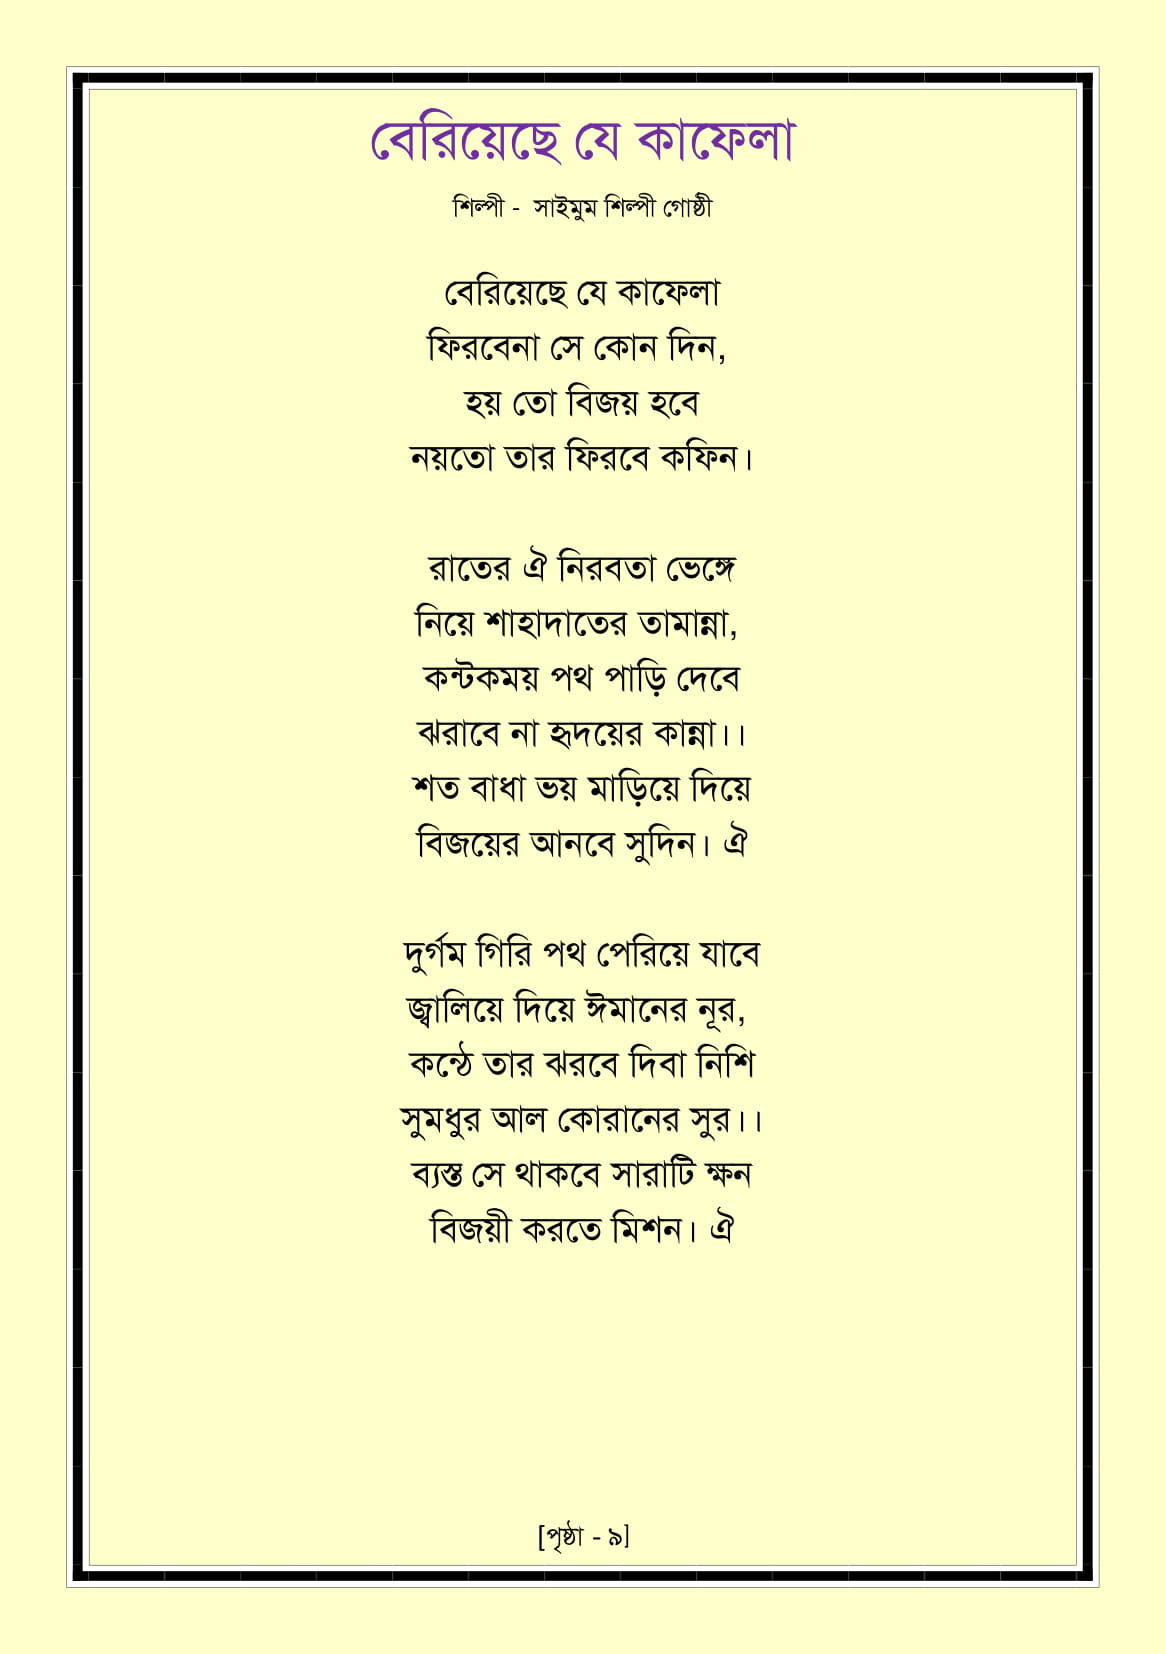 বেরিয়েছে যে কাফেলা
শিল্পী - সাইমুম শিল্পী গোষ্ঠী
বেরিয়েছে যে কাফেলা
ফিরবেনা সে কোন দিন,
হয় তো বিজয় হবে
নয়তো তার ফিরবে কফিন।
রাতের ঐ নিরবতা ভেঙ্গে
নিয়ে শাহাদাতের তামান্না,
কন্টকময় পথ পাড়ি দেবে
ঝরাবে না হৃদয়ের কান্না।।
শত বাধা ভয় মাড়িয়ে দিয়ে
বিজয়ের আনবে সুদিন। ঐ
দুর্গম গিরি পথ পেরিয়ে যাবে
জ্বালিয়ে দিয়ে ঈমানের নূর,
কন্ঠে তার ঝরবে দিবা নিশি
সুমধুর আল কোরানের সুর।।
ব্যস্ত সে থাকবে সারাটি ক্ষন
বিজয়ী করতে মিশন। ঐ
[পৃষ্ঠা - ৯]